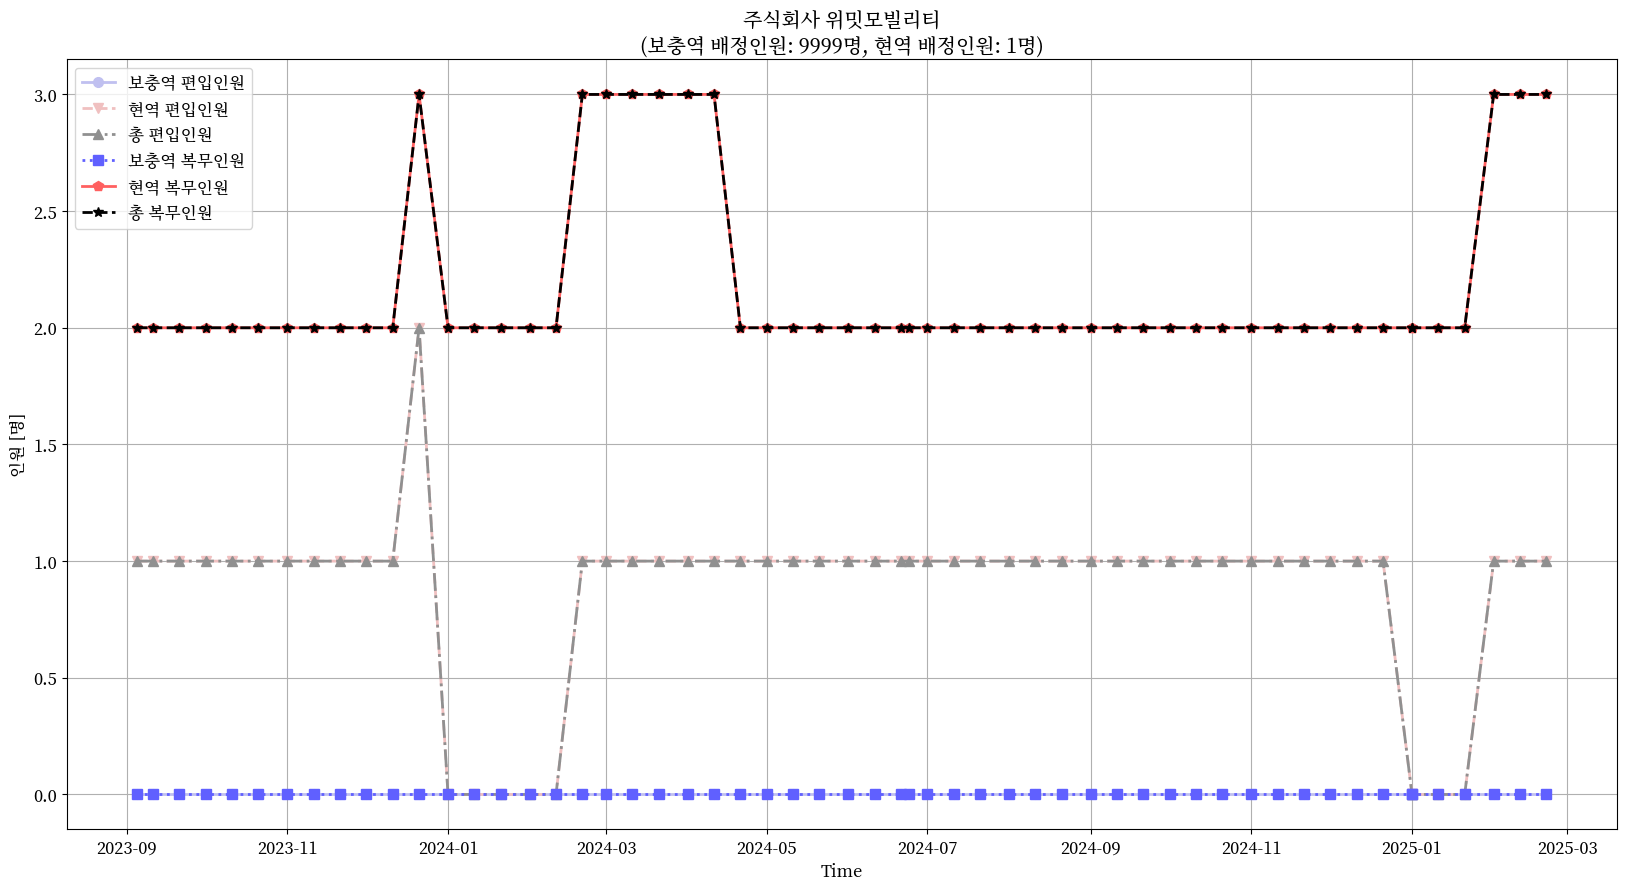 주식회사 위밋모빌리티
(보충역 배정인원: 9999명, 현역 배정인원: 1명)
보충역 편입인원
현역 편입인원
총 편입인원
보충역 복무인원
현역 복무인원
총 복무인원
3.0
2.5
2.0
1.5
1.0
0.5
0.0
인원 [명]
2023-09
2023-11
2024-01
2024-03
2024-05
2024-07
2024-09
2024-11
2025-01
2025-03
Time